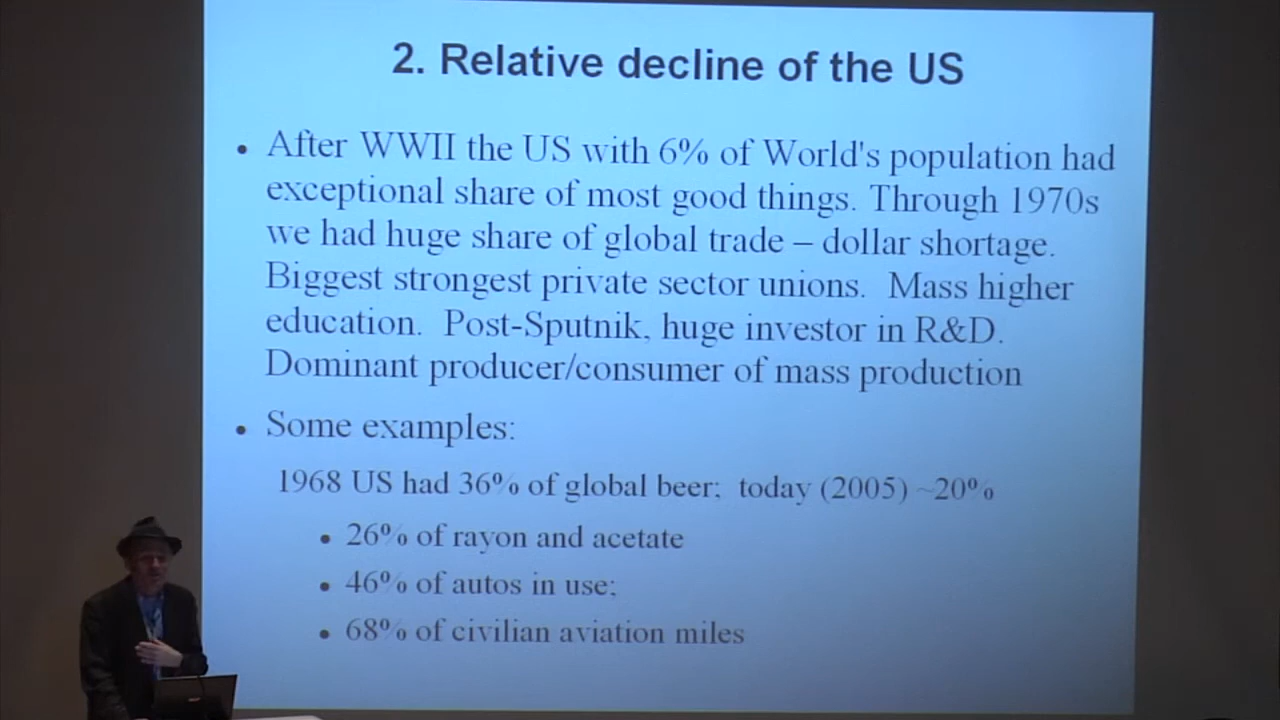 2. Relative decline of the US
• After WWII the US with 6% of World's population had
exceptional share of most good things. Through 1970s
we had huge share of global trade – dollar shortage.
Biggest strongest private sector unions.  Mass higher
education.  Post-Sputnik, huge investor in R&D.
Dominant producer/consumer of mass production
• Some examples:
1968 US had 36% of global beer;  today (2005) ~20%
• 26% of rayon and acetate
• 46% of autos in use;
• 68% of civilian aviation miles